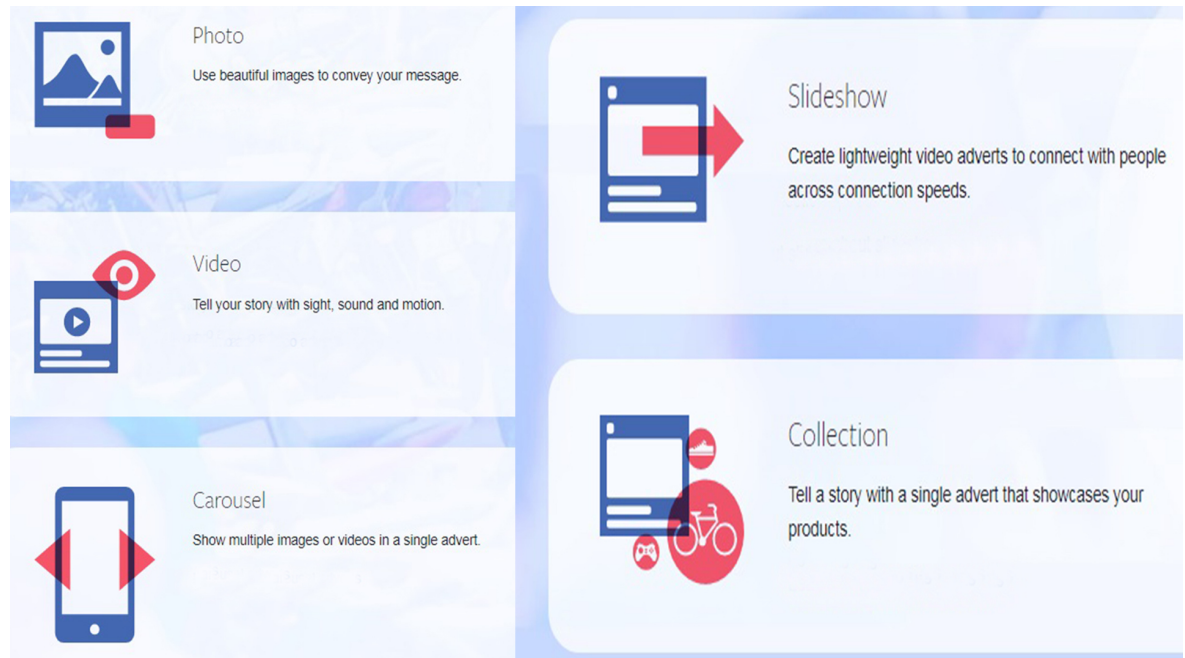 Photo
Use beautiful images to convey your message.
Video
Tell your story with sight, sound and motion.
Carousel
Show multiple images or videos in a single advert.
Slideshow
Create lightweight video adverts to connect with people
across connection speeds.
Collection
Tell a story with a single advert that showcases your
products.